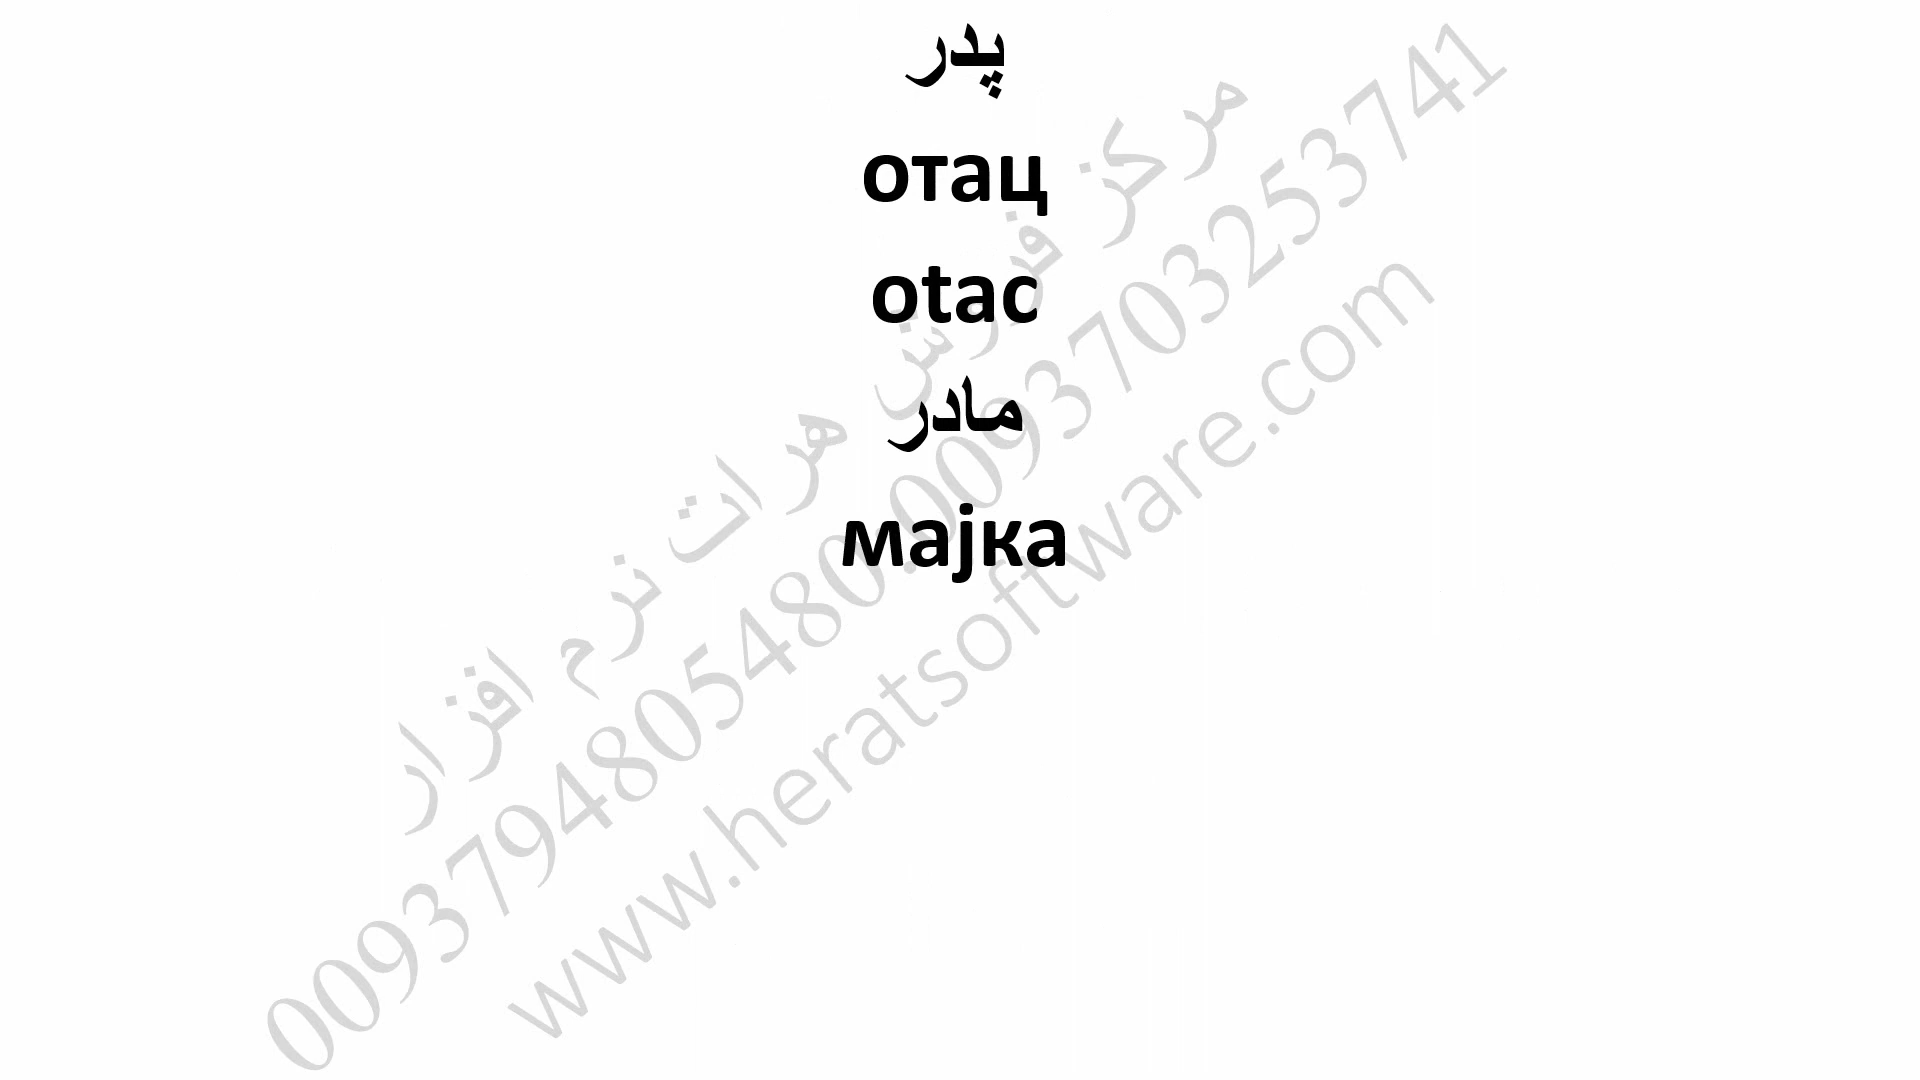 پدر
отац
otac
مادر
мајка
مرکز فروش هرات نرم افزار
0093794805480.0093703253741
www.heratsoftware.com